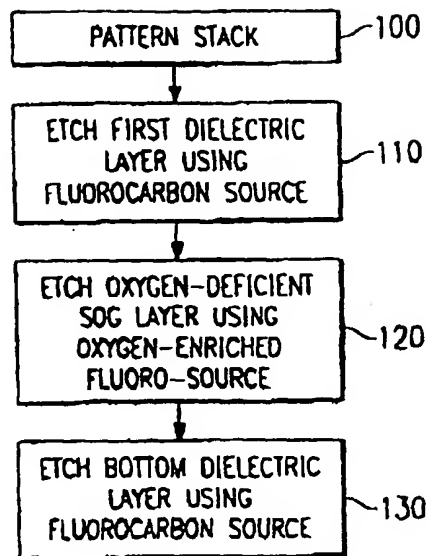 PATTERN STACK
100
ETCH FIRST DIELECTRIC
LAYER USING
FLUOROCARBON SOURCE
110
ETCH OXYGEN-DEFICIENT
SOG LAYER USING
OXYGEN-ENRICHED
FLUORO-SOURCE
120
ETCH BOTTOM DIELECTRIC
LAYER USING
FLUOROCARBON SOURCE
130